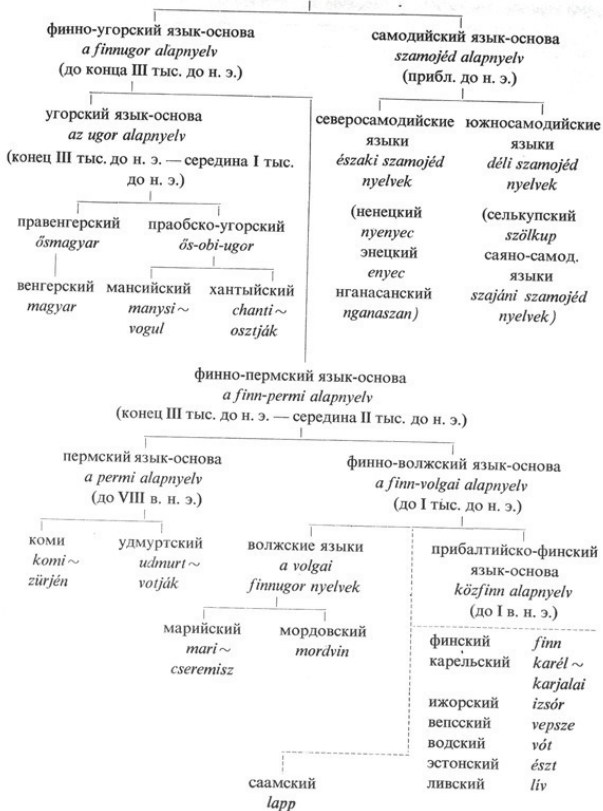 финно-угорский язык-основа
a finnugor alapnyelv
(до конца III тыс. до н. э.)
самодийский язык-основа
szamojéd alapnyelv
(прибл. до н. э.)
угорский язык-основа
az ugor alapnyelv
(конец III тыс. до н. э. — середина I тыс.
до н. э.)
северосамодийские
языки
északi szamojéd
nyelvek
южносамодийские
языки
déli szamojéd
nyelvek
правенгерский
ősmagyar
праобско-угорский
ős-obi-ugor
(ненецкий
nyenyec
энецкий
enyec
нганасанский
nganaszan)
(селькупский
szölkup
саяно-самод.
языки
szajáni szamojéd
nyelvek)
венгерский
magyar
мансийский
manysi~
vogul
хантыйский
chanti~
osztják
финно-пермский язык-основа
a finn-permi alapnyelv
(конец III тыс. до н. э. — середина II тыс. до н. э.)
пермский язык-основа
a permi alapnyelv
(до VIII в. н. э.)
финно-волжский язык-основа
a finn-volgai alapnyelv
(до I тыс. до н. э.)
коми
komi~
zürjén
удмуртский
udmurt~
votják
волжские языки
a volgai
finnugor nyelvek
прибалтийско-финский
язык-основа
közfinn alapnyelv
(до I в. н. э.)
марийский
mari~
cseremisz
мордовский
mordvin
финский finn
карельский karél~
karjalai
ижорский izsór
вепсский vepsze
водский vót
эстонский észt
ливский lív
саамский
lapp